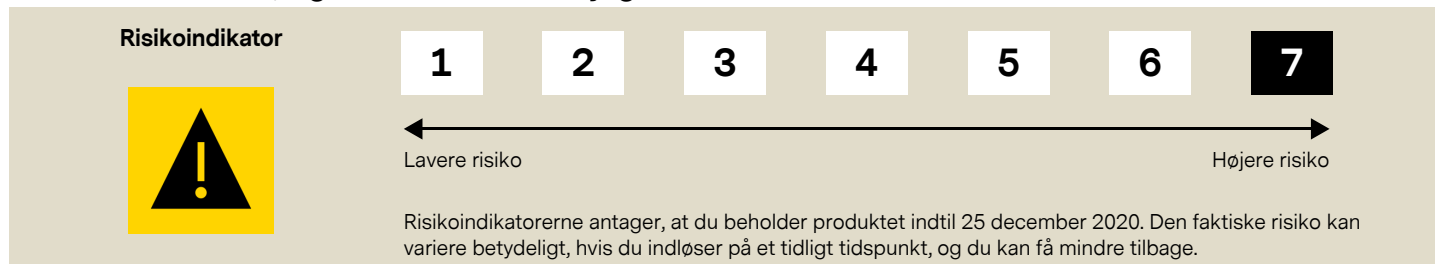 Risikoindikator
1 2 3 4 5 6 7
Lavere risiko Højere risiko
Risikoindikatorerne antager, at du beholder produktet indtil 25 december 2020. Den faktiske risiko kan
variere betydeligt, hvis du indløser på et tidligt tidspunkt, og du kan få mindre tilbage.